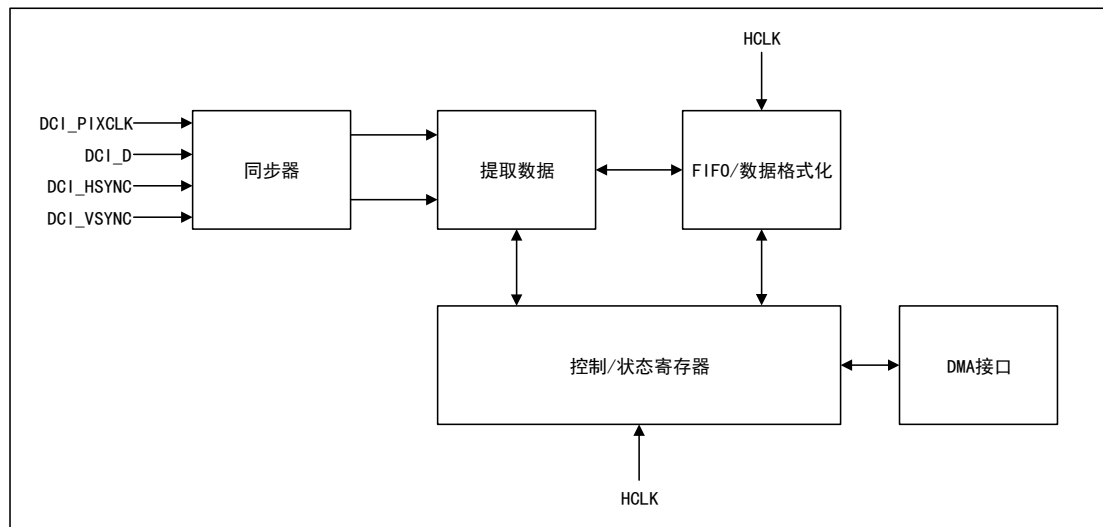 HCLK
DCI_PIXCLK
DCI_D
DCI_HSYNC
DCI_VSYNC
同步器
提取数据
FIFO/数据格式化
控制/状态寄存器
DMA接口
HCLK